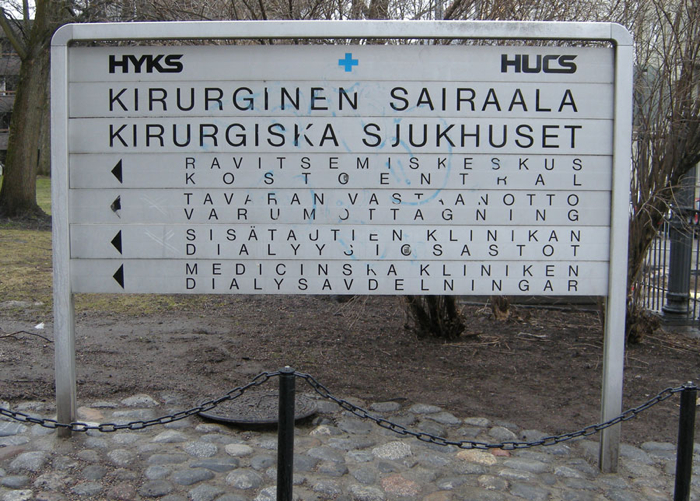 HYKS HUCS
KIRURGINEN SAIRAALA
KIRURGISKA SJUKHUSET
RAVITSEMISKESKUS
KOSTCENTRAL
TAVARAN VASTAANOTTO
VARUMOTTAGNING
SISÄTAUTIEN KLINIKAN
DIALYYSIOSASTOT
MEDICINSKA KLINIKEN
DIALYSAVDELNINGAR